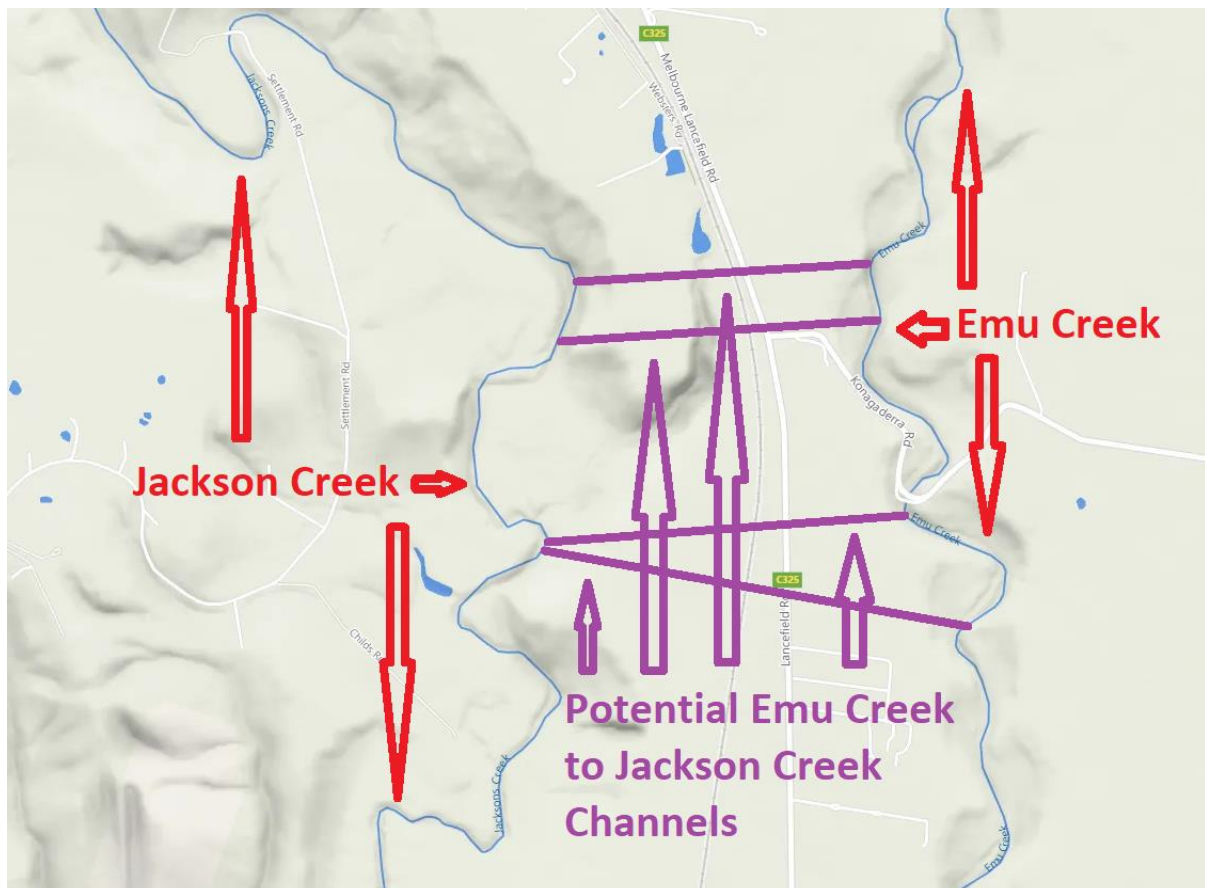 C325
Jacksons Creek
Settlement Rd
Melbourne Lancefield Rd
Websters Rd
Emu Creek
Emu Creek
Settlement Rd
Konagaderra Rd
Jackson Creek
Emu Creek
C325
Lancefield Rd
Childs Rd
Potential Emu Creek
to Jackson Creek
Channels
Jacksons Creek
Emu Creek